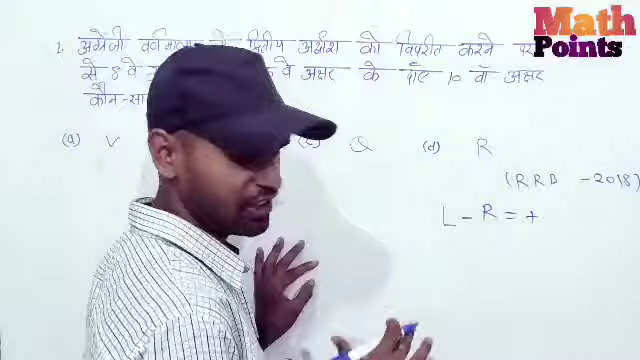 Math
Points
1. अंग्रेजी वर्णमाला द्वितीय अर्धांश को विपरीत करने पर
से 8 वे वे अक्षर के दाँए 10 वाँ अक्षर
कौन-सा
(a) V (c) Q (d) R
(RRB - 2018)
L - R = +